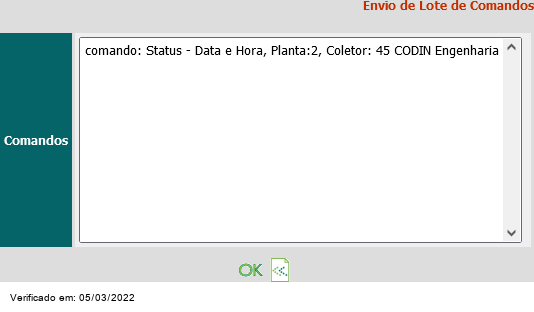 Envio de Lote de Comandos
comando: Status - Data e Hora, Planta:2, Coletor: 45 CODIN Engenharia
Comandos
OK
Verificado em: 05/03/2022